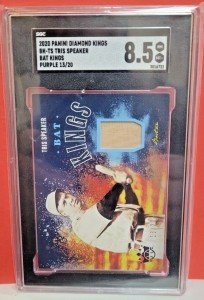 SGC
2020 PANINI DIAMOND KINGS
BK-TS TRIS SPEAKER
BAT KINGS
PURPLE 13/20
8.5
TRIS SPEAKER
BAT
KINGS